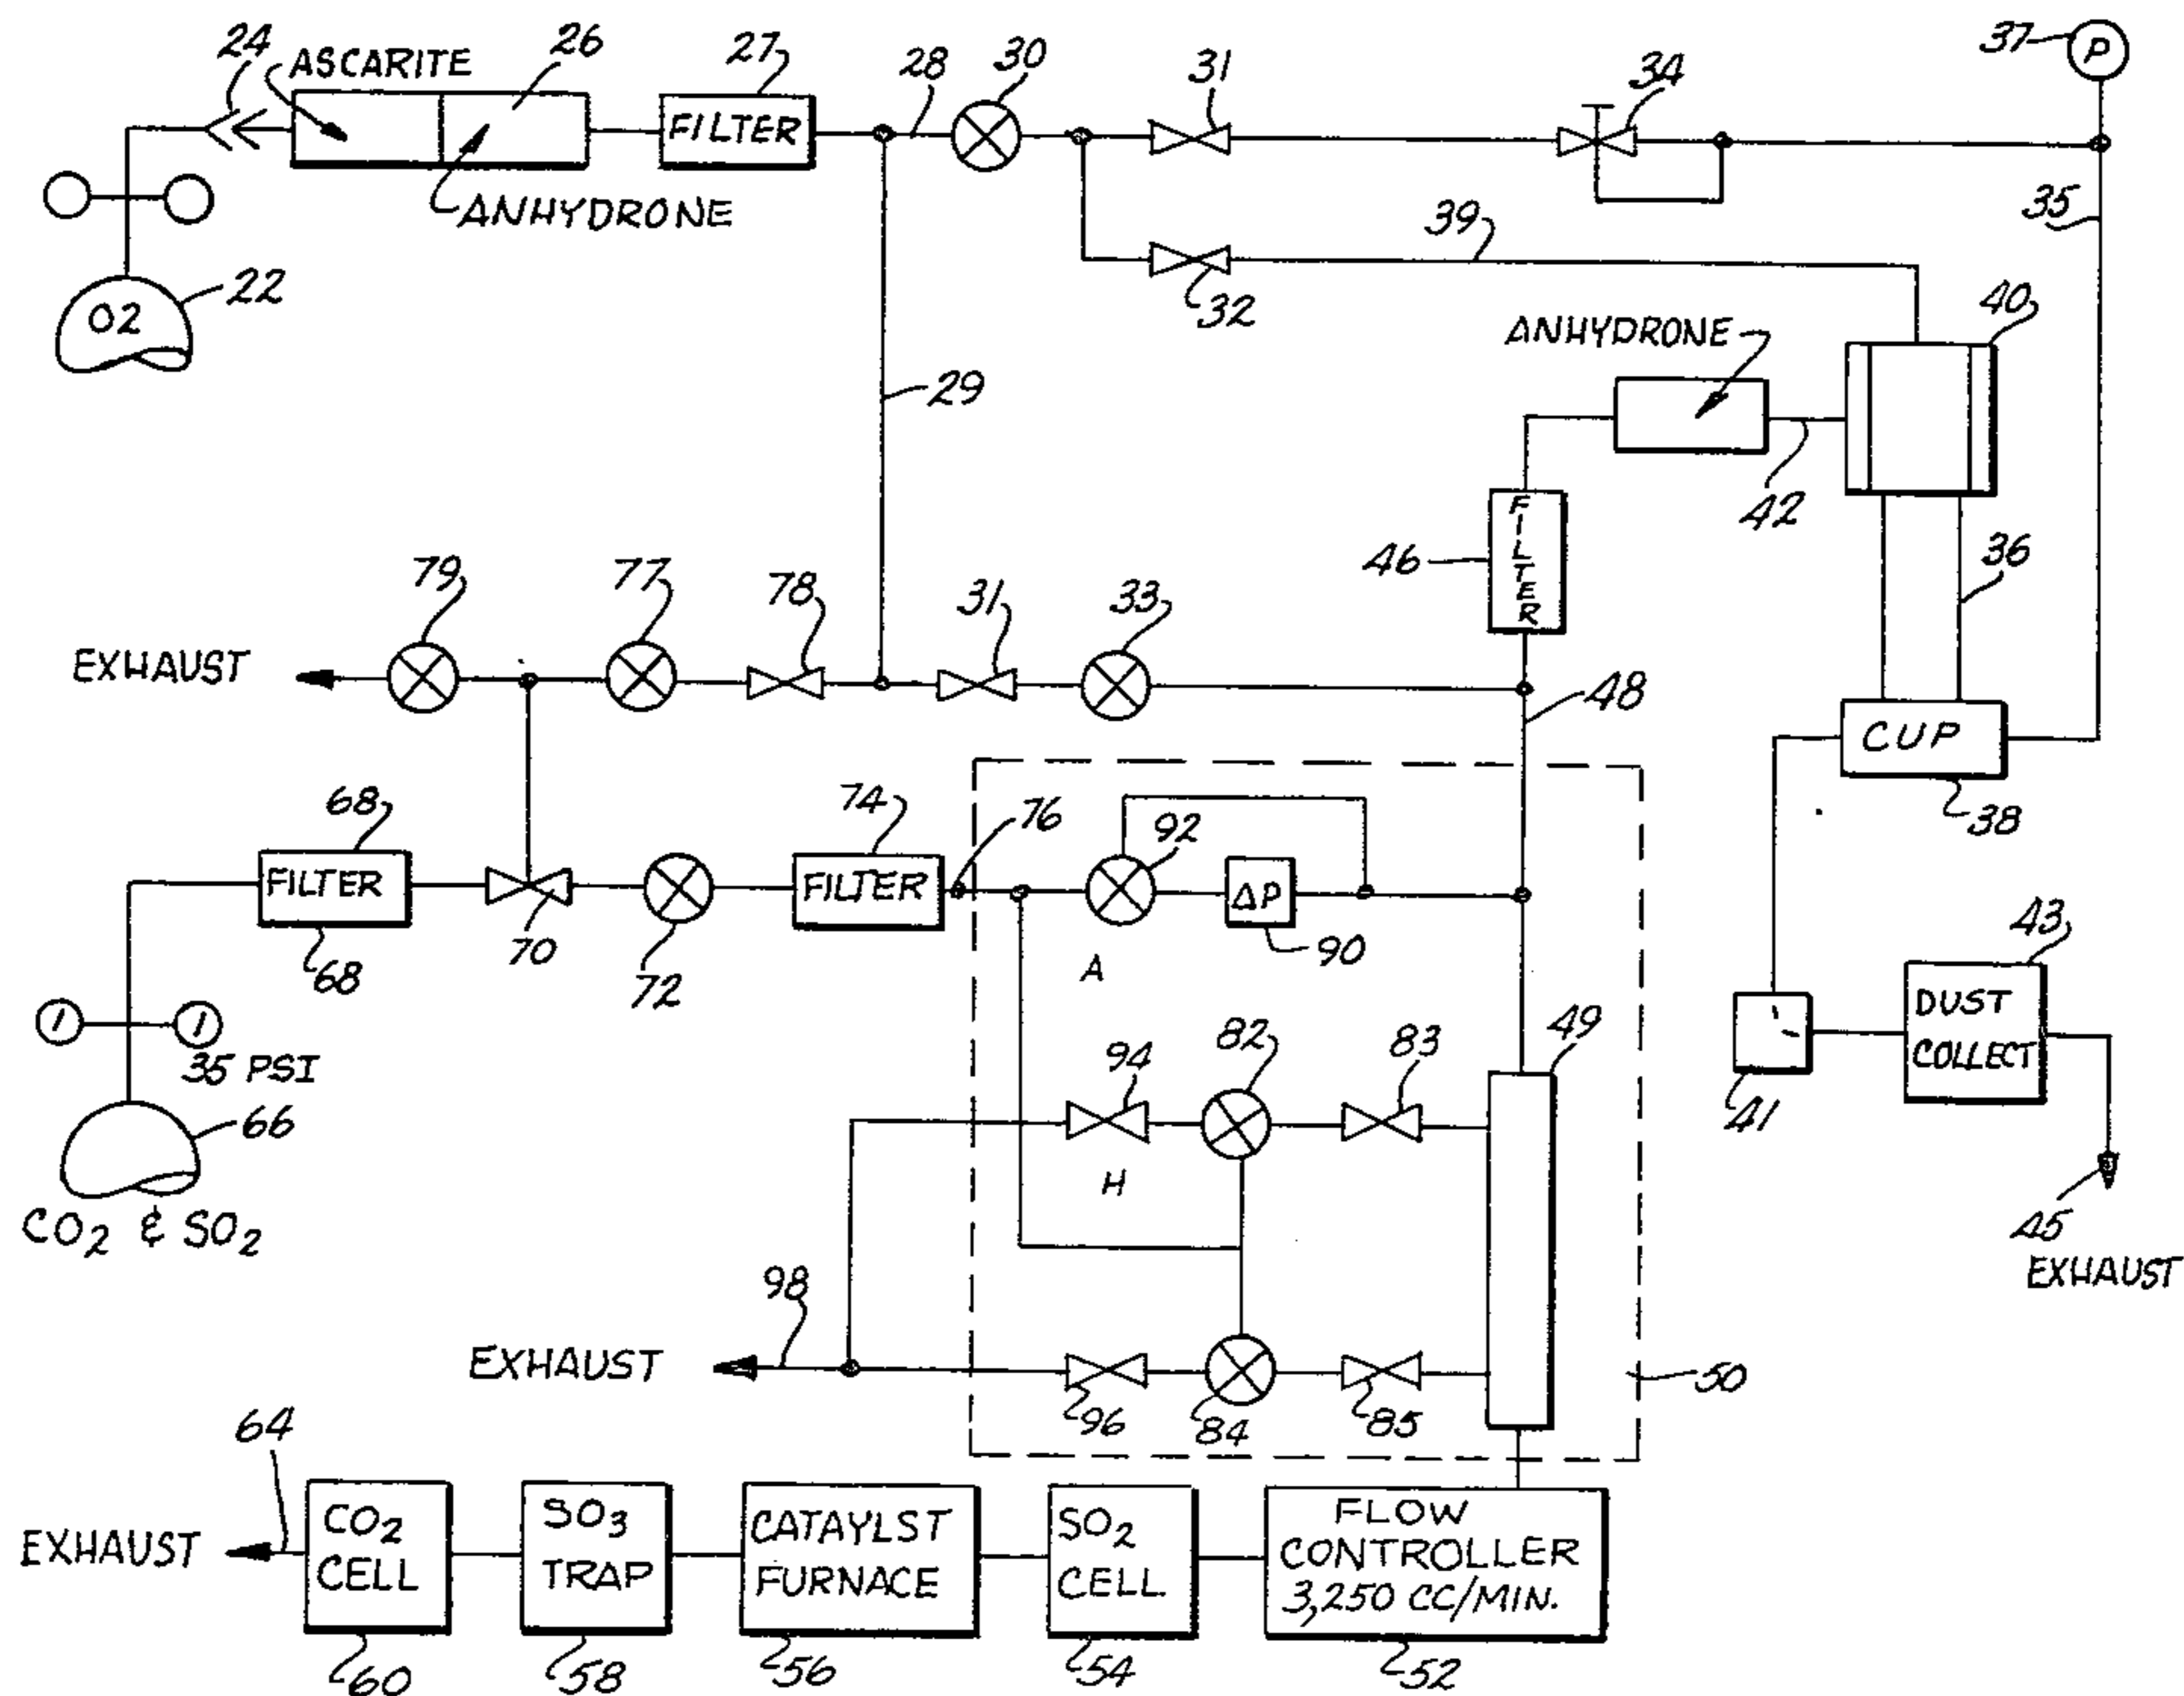 24
ASCARITE
26
27
28
30
31
34
37
P
FILTER
ANHYDRONE
35
39
32
22
O2
40
ANHYDRONE
29
42
36
46
FILTER
79
77
78
31
33
EXHAUST
48
CUP
38
68
74
76
92
FILTER
FILTER
ΔP
70
68
72
A
90
43
DUST
COLLECT
35 PSI
94
82
83
49
41
66
H
CO2 & SO2
45
EXHAUST
98
EXHAUST
50
96
84
85
64
EXHAUST
CO2
CELL
SO3
TRAP
CATAYLST
FURNACE
SO2
CELL
FLOW
CONTROLLER
3,250 CC/MIN.
60
58
56
54
52